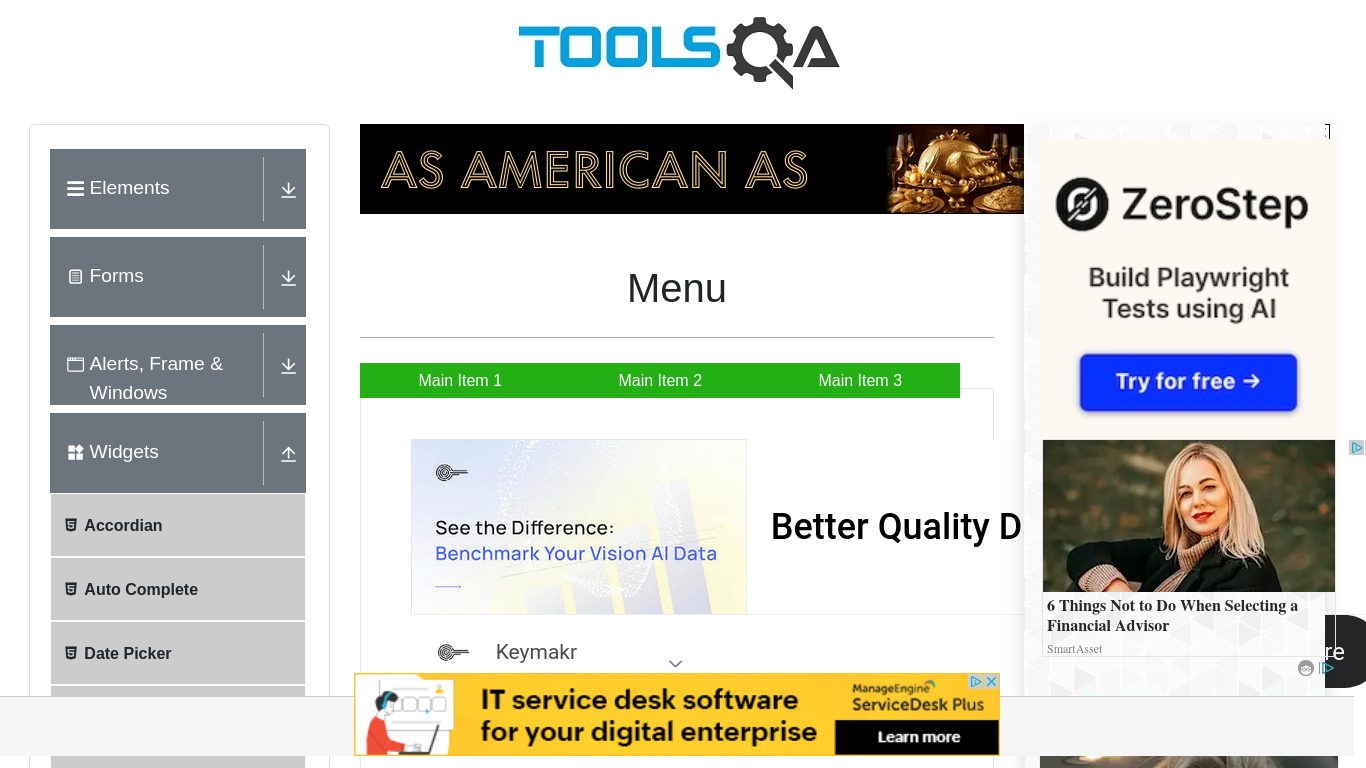 TOOLSQA
Elements
Forms
Alerts, Frame &
Windows
Widgets
Accordian
Auto Complete
Date Picker
AS AMERICAN AS
Menu
Main Item 1
Main Item 2
Main Item 3
See the Difference:
Benchmark Your Vision AI Data
Better Quality D
Keymakr
ZeroStep
Build Playwright
Tests using AI
Try for free →
6 Things Not to Do When Selecting a
Financial Advisor
SmartAsset
re
IT service desk software
for your digital enterprise
ManageEngine
ServiceDesk Plus
Learn more